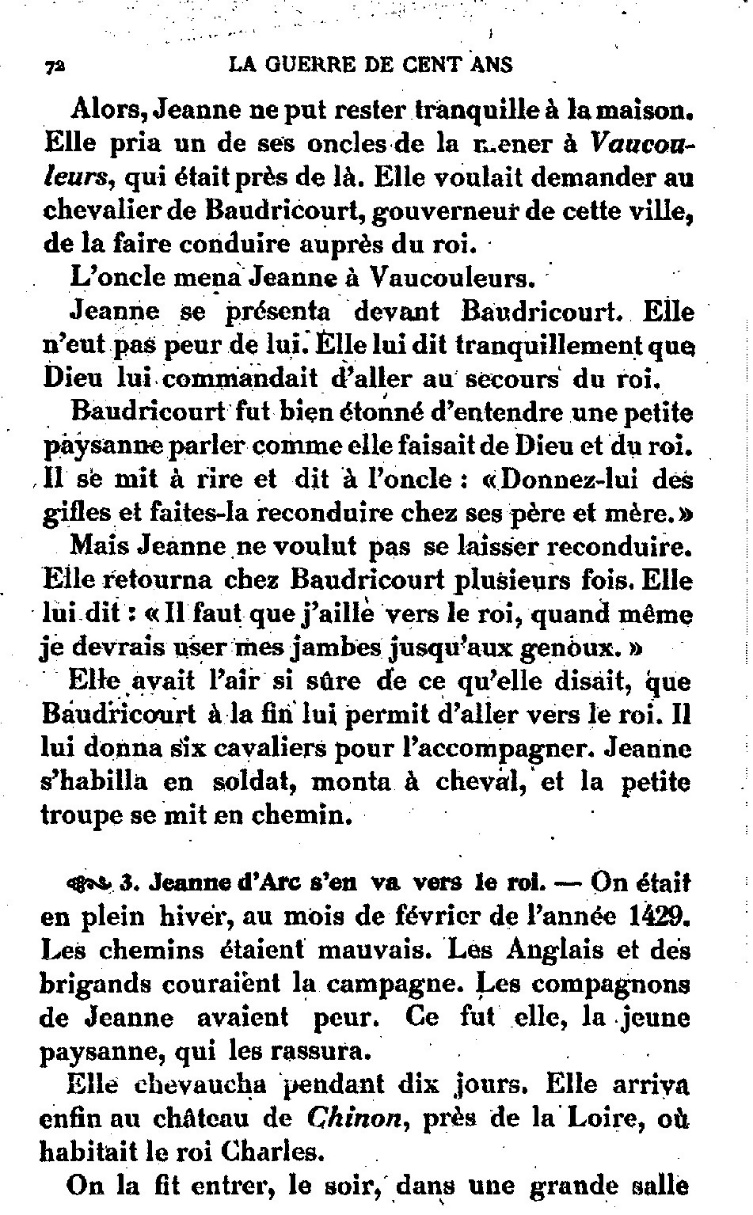 72 LA GUERRE DE CENT ANS
Alors, Jeanne ne put rester tranquille à la maison.
Elle pria un de ses oncles de la mener à Vaucou-
leurs, qui était près de là. Elle voulait demander au
chevalier de Baudricourt, gouverneur de cette ville,
de la faire conduire auprès du roi.
L'oncle mena Jeanne à Vaucouleurs.
Jeanne se présenta devant Baudricourt. Elle
n'eut pas peur de lui. Elle lui dit tranquillement que
Dieu lui commandait d'aller au secours du roi.
Baudricourt fut bien étonné d'entendre une petite
paysanne parler comme elle faisait de Dieu et du roi.
Il se mit à rire et dit à l'oncle : «Donnez-lui des
gifles et faites-la reconduire chez ses père et mère.»
Mais Jeanne ne voulut pas se laisser reconduire.
Elle retourna chez Baudricourt plusieurs fois. Elle
lui dit : « Il faut que j'aille vers le roi, quand même
je devrais user mes jambes jusqu'aux genoux. »
Elle avait l'air si sûre de ce qu'elle disait, que
Baudricourt à la fin lui permit d'aller vers le roi. Il
lui donna six cavaliers pour l'accompagner. Jeanne
s'habilla en soldat, monta à cheval, et la petite
troupe se mit en chemin.
3. Jeanne d'Arc s'en va vers le roi. — On était
en plein hiver, au mois de février de l'année 1429.
Les chemins étaient mauvais. Les Anglais et des
brigands couraient la campagne. Les compagnons
de Jeanne avaient peur. Ce fut elle, la jeune
paysanne, qui les rassura.
Elle chevaucha pendant dix jours. Elle arriva
enfin au château de Chinon, près de la Loire, où
habitait le roi Charles.
On la fit entrer, le soir, dans une grande salle